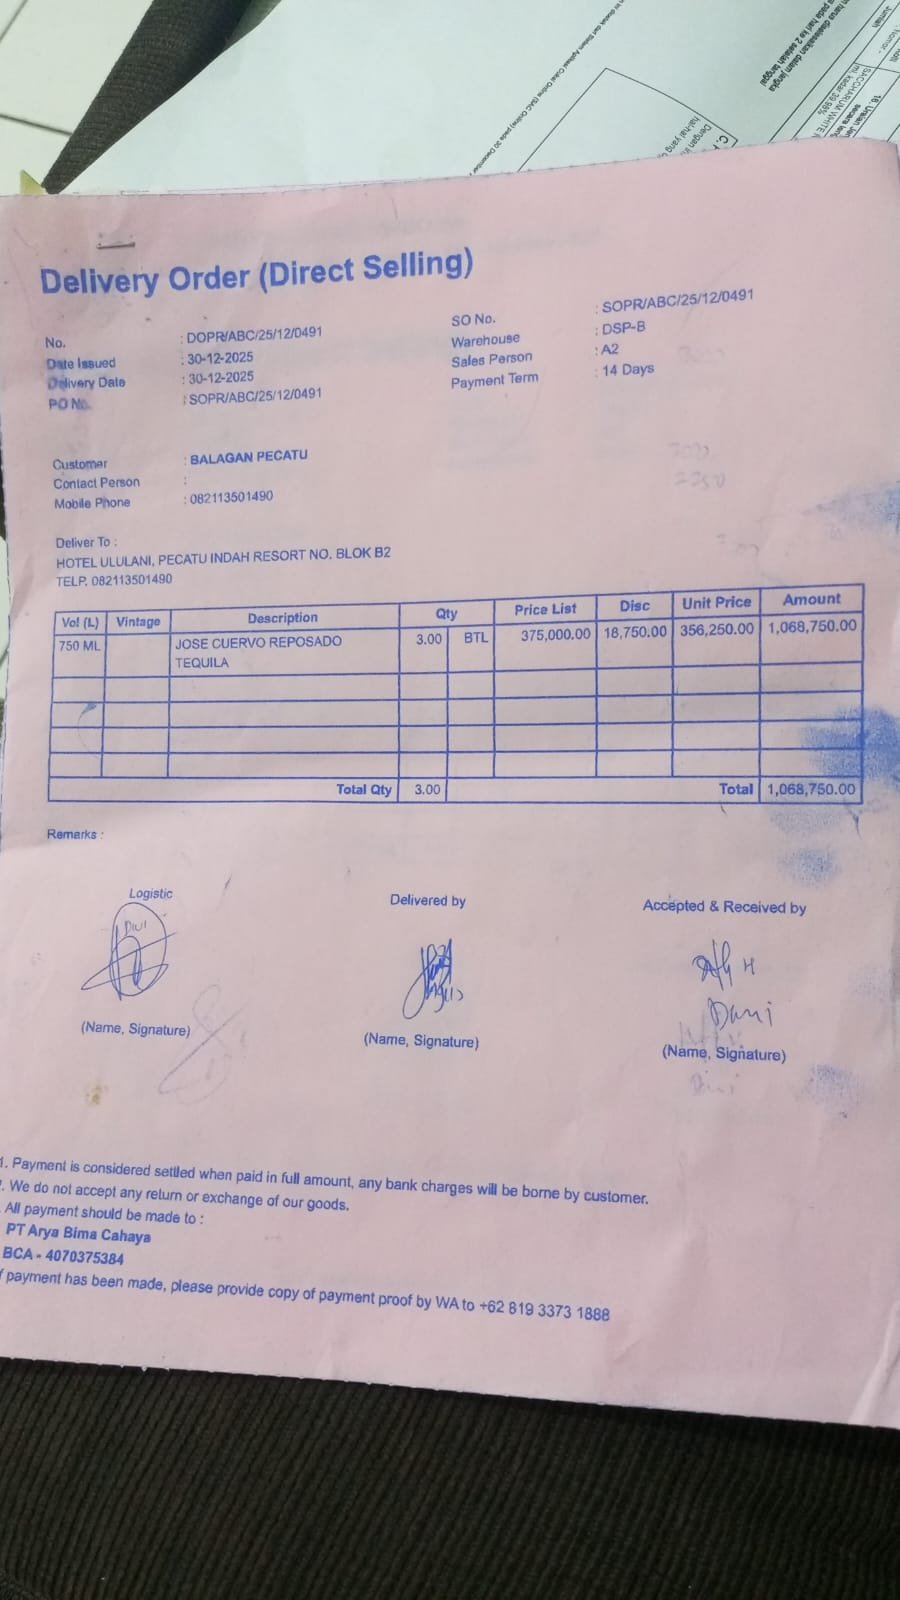 Delivery Order (Direct Selling)
No. : DOPR/ABC/25/12/0491
Date Issued : 30-12-2025
Delivery Date : 30-12-2025
PO No. : SOPR/ABC/25/12/0491
SO No. : SOPR/ABC/25/12/0491
Warehouse : DSP-B
Sales Person : A2
Payment Term : 14 Days
Customer : BALAGAN PECATU
Contact Person :
Mobile Phone : 082113501490
Deliver To :
HOTEL ULULANI, PECATU INDAH RESORT NO. BLOK B2
TELP. 082113501490
Vol (L) Vintage Description Qty Price List Disc Unit Price Amount
750 ML JOSE CUERVO REPOSADO 3.00 BTL 375,000.00 18,750.00 356,250.00 1,068,750.00
TEQUILA
Total Qty 3.00 Total 1,068,750.00
Remarks :
Logistic Delivered by Accepted & Received by
Dani
(Name, Signature) (Name, Signature) (Name, Signature)
1. Payment is considered settled when paid in full amount, any bank charges will be borne by customer.
. We do not accept any return or exchange of our goods.
All payment should be made to :
PT Arya Bima Cahaya
BCA - 4070375384
f payment has been made, please provide copy of payment proof by WA to +62 819 3373 1888